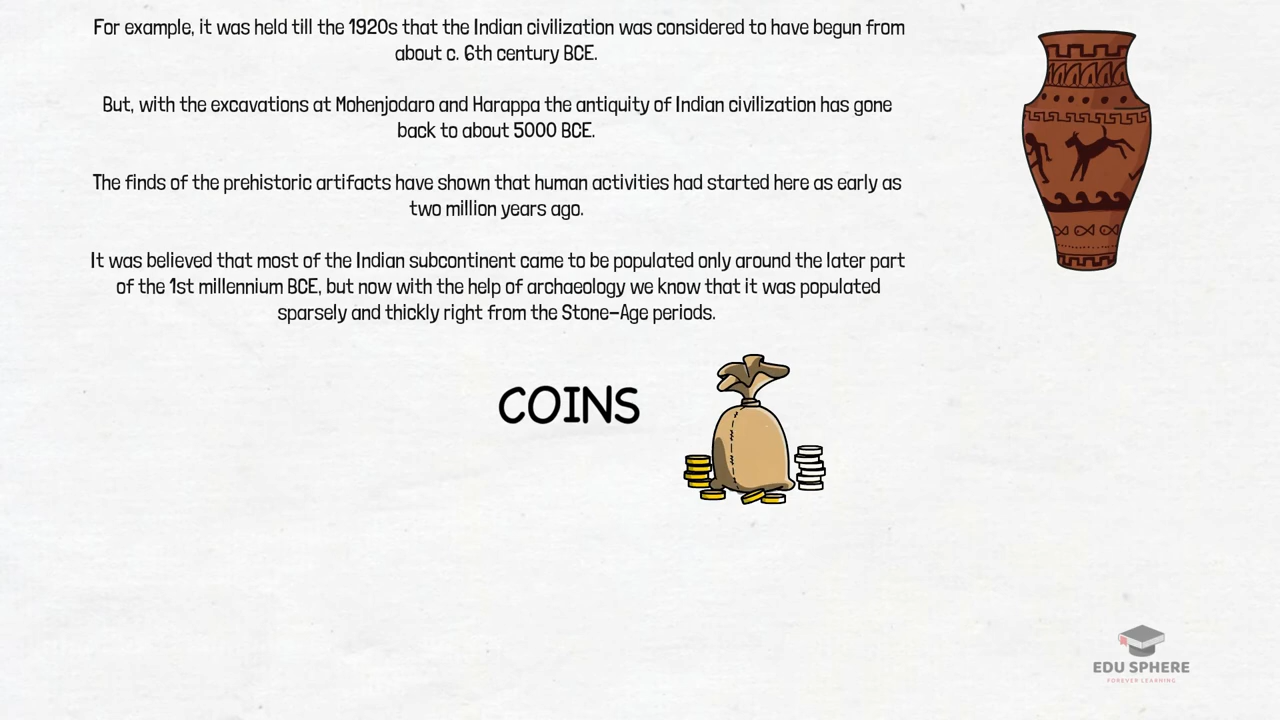 For example, it was held till the 1920s that the Indian civilization was considered to have begun from
about c. 6th century BCE.
But, with the excavations at Mohenjodaro and Harappa the antiquity of Indian civilization has gone
back to about 5000 BCE.
The finds of the prehistoric artifacts have shown that human activities had started here as early as
two million years ago.
It was believed that most of the Indian subcontinent came to be populated only around the later part
of the 1st millennium BCE, but now with the help of archaeology we know that it was populated
sparsely and thickly right from the Stone-Age periods.
COINS
EDU SPHERE
FOREVER LEARNING